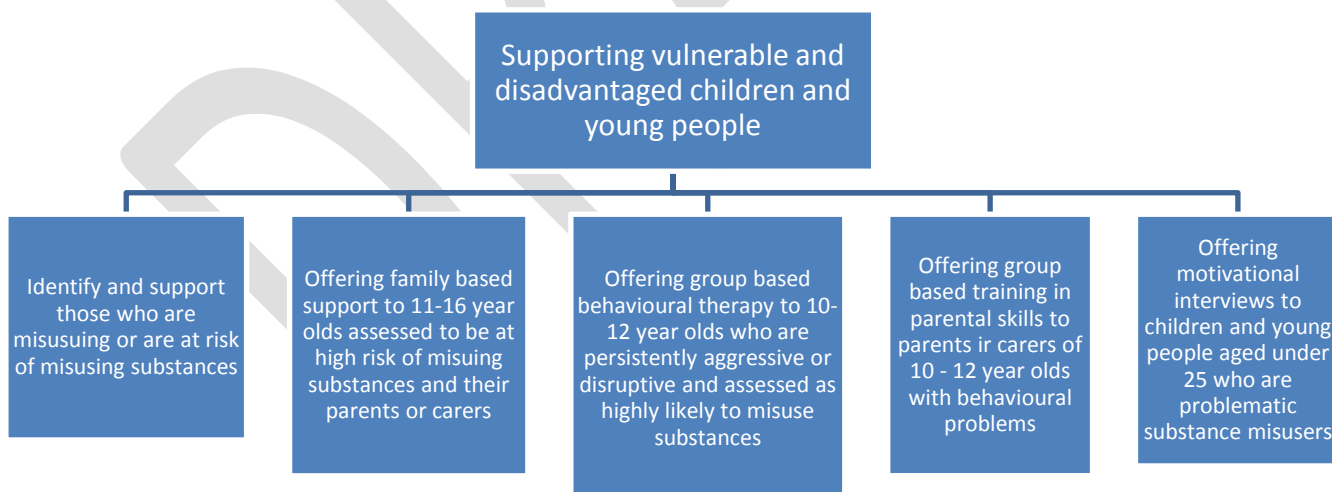 Supporting vulnerable and
disadvantaged children and
young people
Identify and support
those who are
misusuing or are at risk
of misusing substances
Offering family based
support to 11-16 year
olds assessed to be at
high risk of misuing
substances and their
parents or carers
Offering group based
behavioural therapy to 10-
12 year olds who are
persistently aggressive or
disruptive and assessed as
highly likely to misuse
substances
Offering group
based training in
parental skills to
parents ir carers of
10 - 12 year olds
with behavioural
problems
Offering
motivational
interviews to
children and young
people aged under
25 who are
problematic
substance misusers